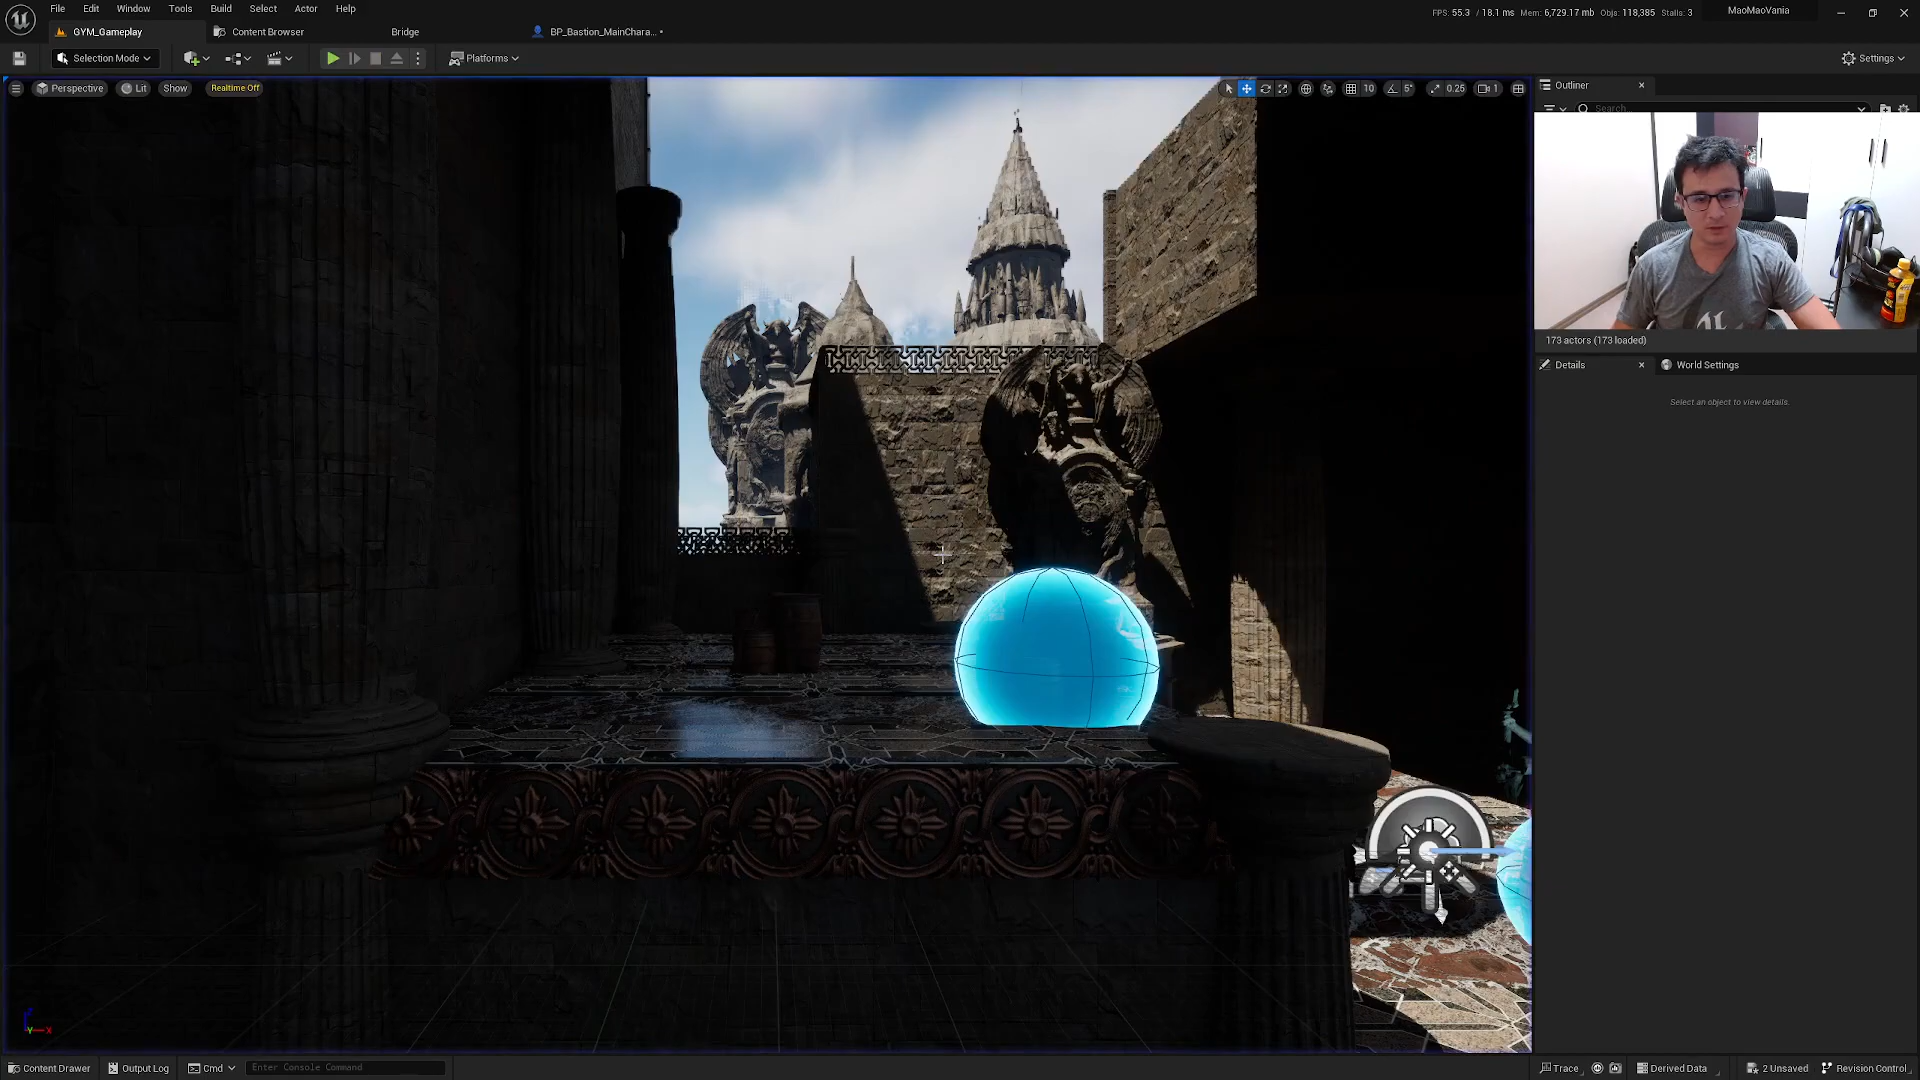 File Edit Window Tools Build Select Actor Help
FPS: 55.3 / 18.1 ms Mem: 6,729.17 mb Objs: 118,385 Stalls: 3
MaoMaoVania
GYM_Gameplay
Content Browser
Bridge
BP_Bastion_MainChara... •
Selection Mode
Platforms
Settings
Perspective
Lit
Show
Realtime Off
10
5°
0.25
1
Outliner
Search...
173 actors (173 loaded)
Details
World Settings
Select an object to view details.
Y
X
Content Drawer
Output Log
Cmd
Enter Console Command
Trace
Derived Data
2 Unsaved
Revision Control